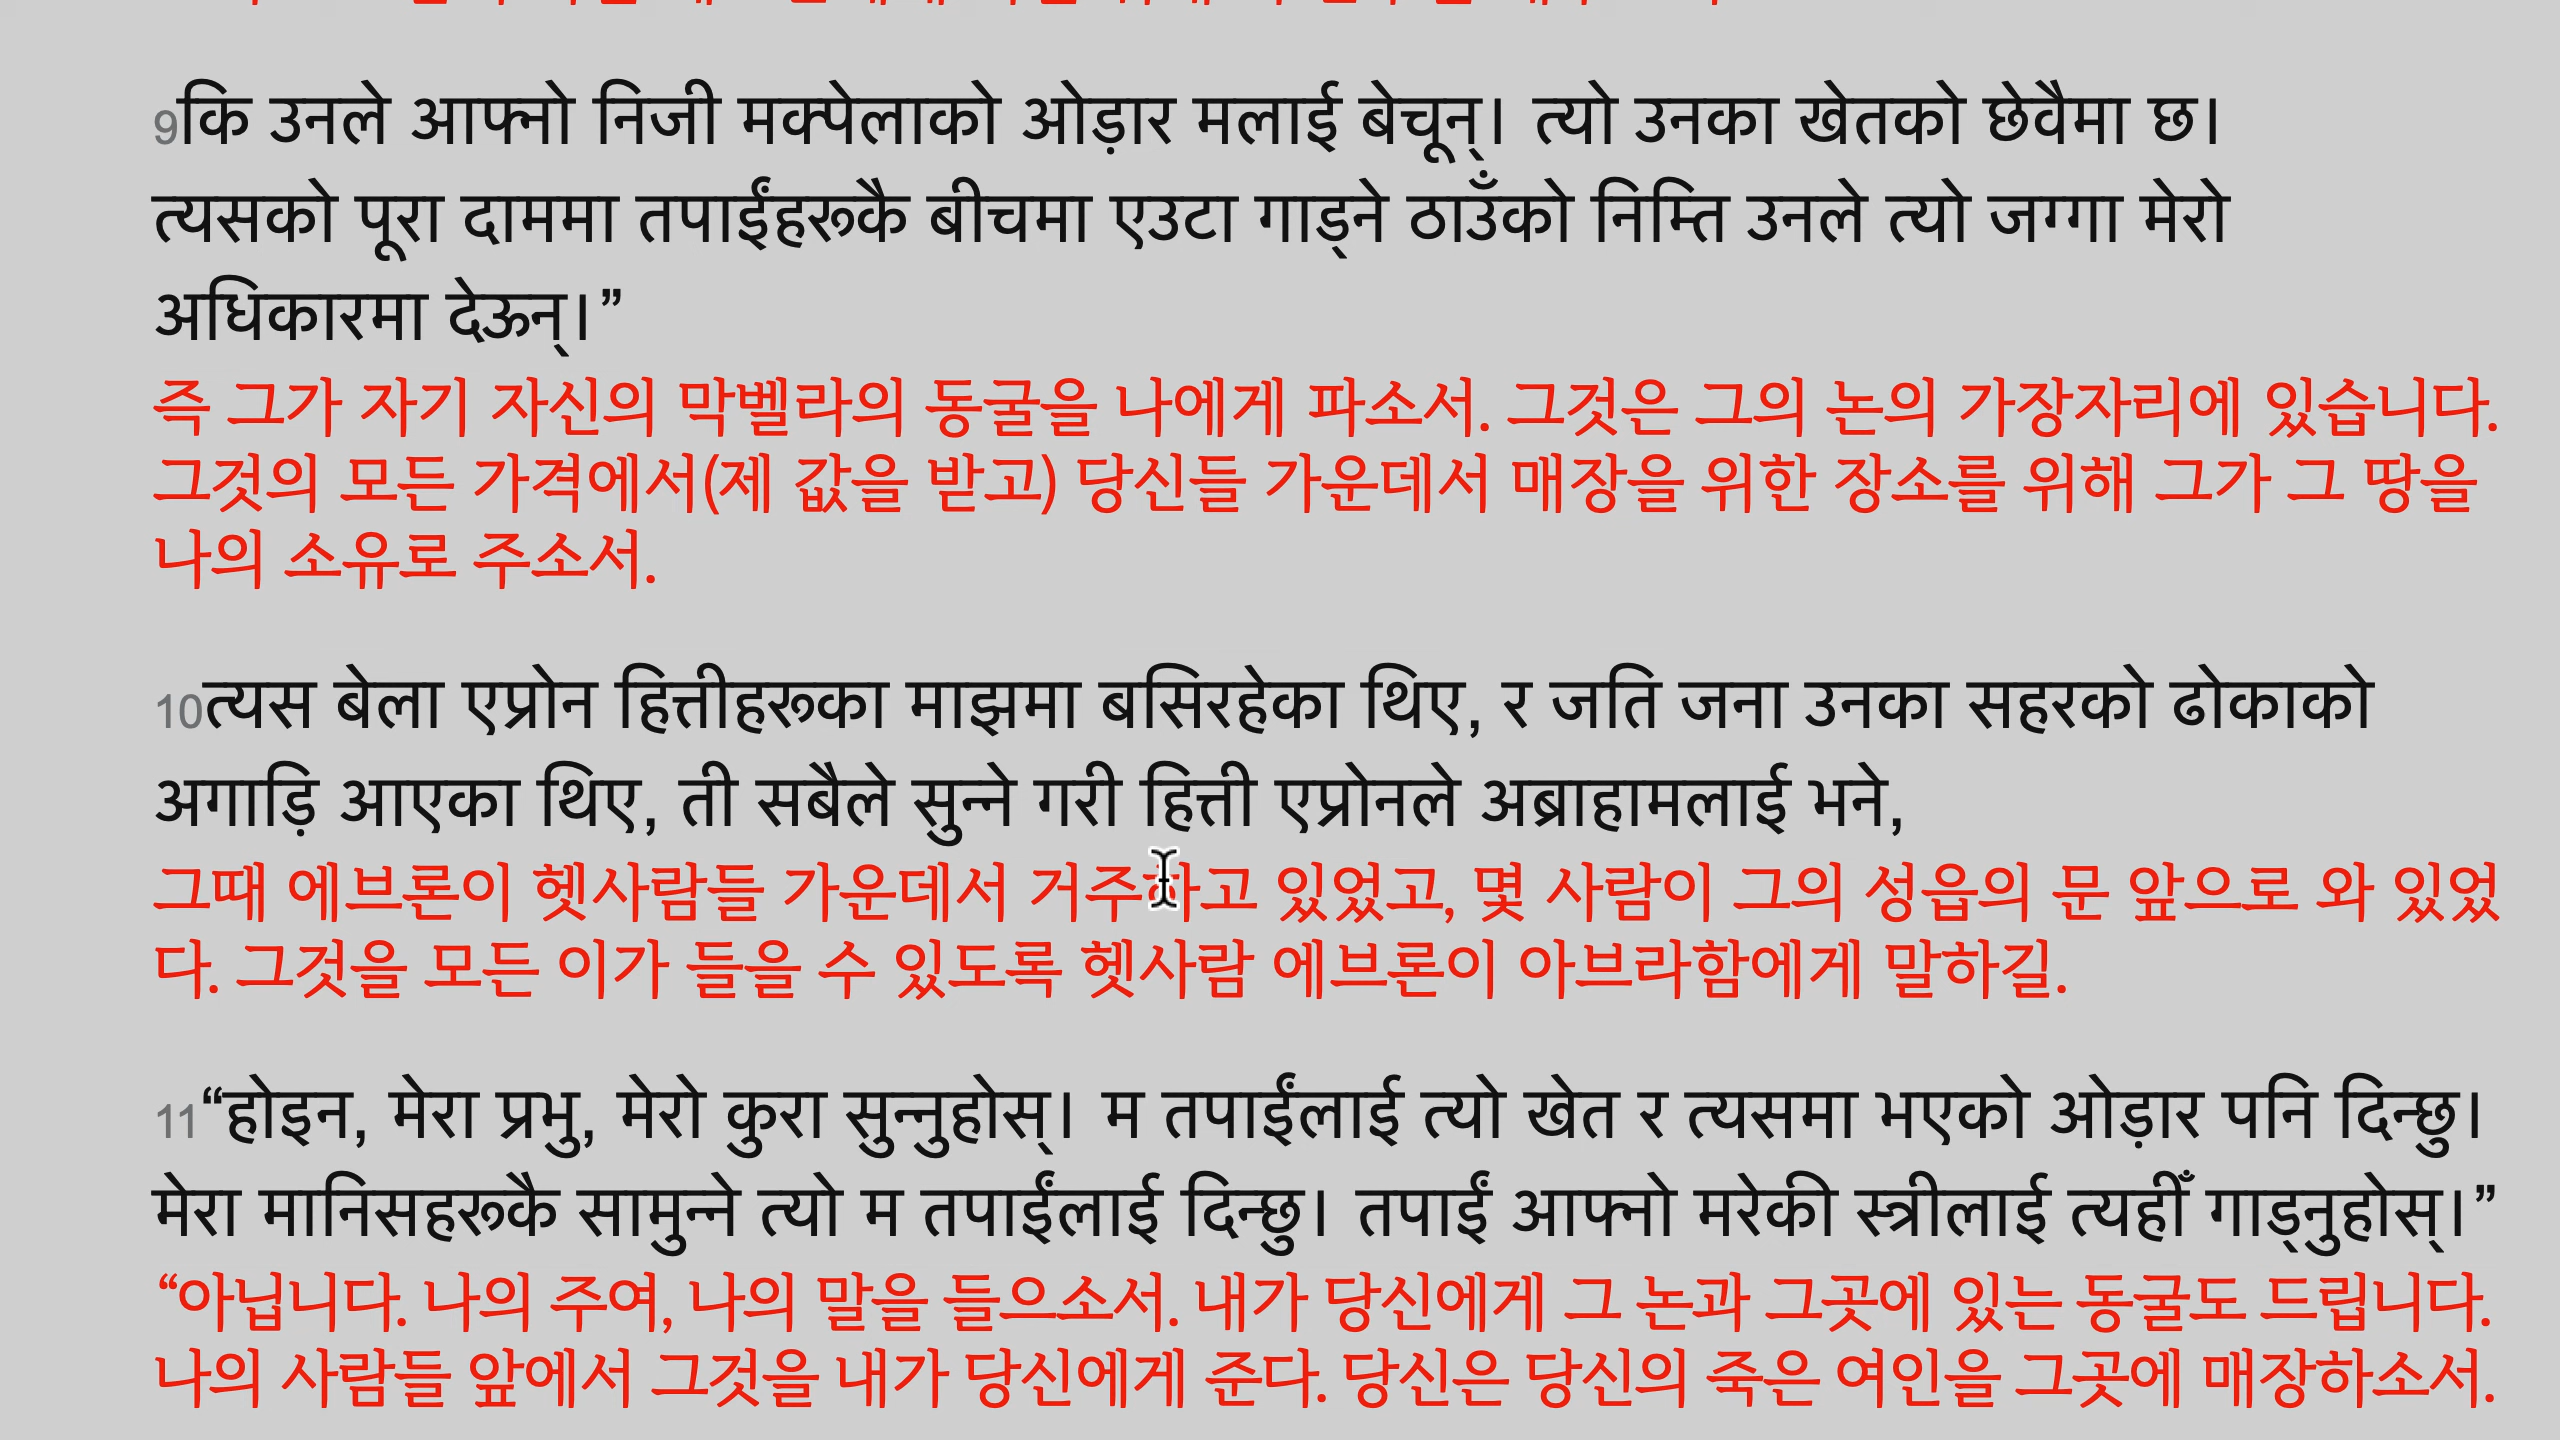 9कि उनले आफ्नो निजी मक्पेलाको ओड़ार मलाई बेचून्। त्यो उनका खेतको छेवैमा छ।
त्यसको पूरा दाममा तपाईंहरूकै बीचमा एउटा गाड्ने ठाउँको निम्ति उनले त्यो जग्गा मेरो
अधिकारमा देऊन्।”
즉 그가 자기 자신의 막벨라의 동굴을 나에게 파소서. 그것은 그의 논의 가장자리에 있습니다.
그것의 모든 가격에서(제 값을 받고) 당신들 가운데서 매장을 위한 장소를 위해 그가 그 땅을
나의 소유로 주소서.
10त्यस बेला एप्रोन हित्तीहरूका माझमा बसिरहेका थिए, र जति जना उनका सहरको ढोकाको
अगाड़ि आएका थिए, ती सबैले सुन्ने गरी हित्ती एप्रोनले अब्राहामलाई भने,
그때 에브론이 헷사람들 가운데서 거주하고 있었고, 몇 사람이 그의 성읍의 문 앞으로 와 있었
다. 그것을 모든 이가 들을 수 있도록 헷사람 에브론이 아브라함에게 말하길.
11“होइन, मेरा प्रभु, मेरो कुरा सुन्नुहोस्। म तपाईंलाई त्यो खेत र त्यसमा भएको ओड़ार पनि दिन्छु।
मेरा मानिसहरूकै सामुन्ने त्यो म तपाईंलाई दिन्छु। तपाईं आफ्नो मरेकी स्त्रीलाई त्यहीँ गाड्नुहोस्।”
“아닙니다. 나의 주여, 나의 말을 들으소서. 내가 당신에게 그 논과 그곳에 있는 동굴도 드립니다.
나의 사람들 앞에서 그것을 내가 당신에게 준다. 당신은 당신의 죽은 여인을 그곳에 매장하소서.